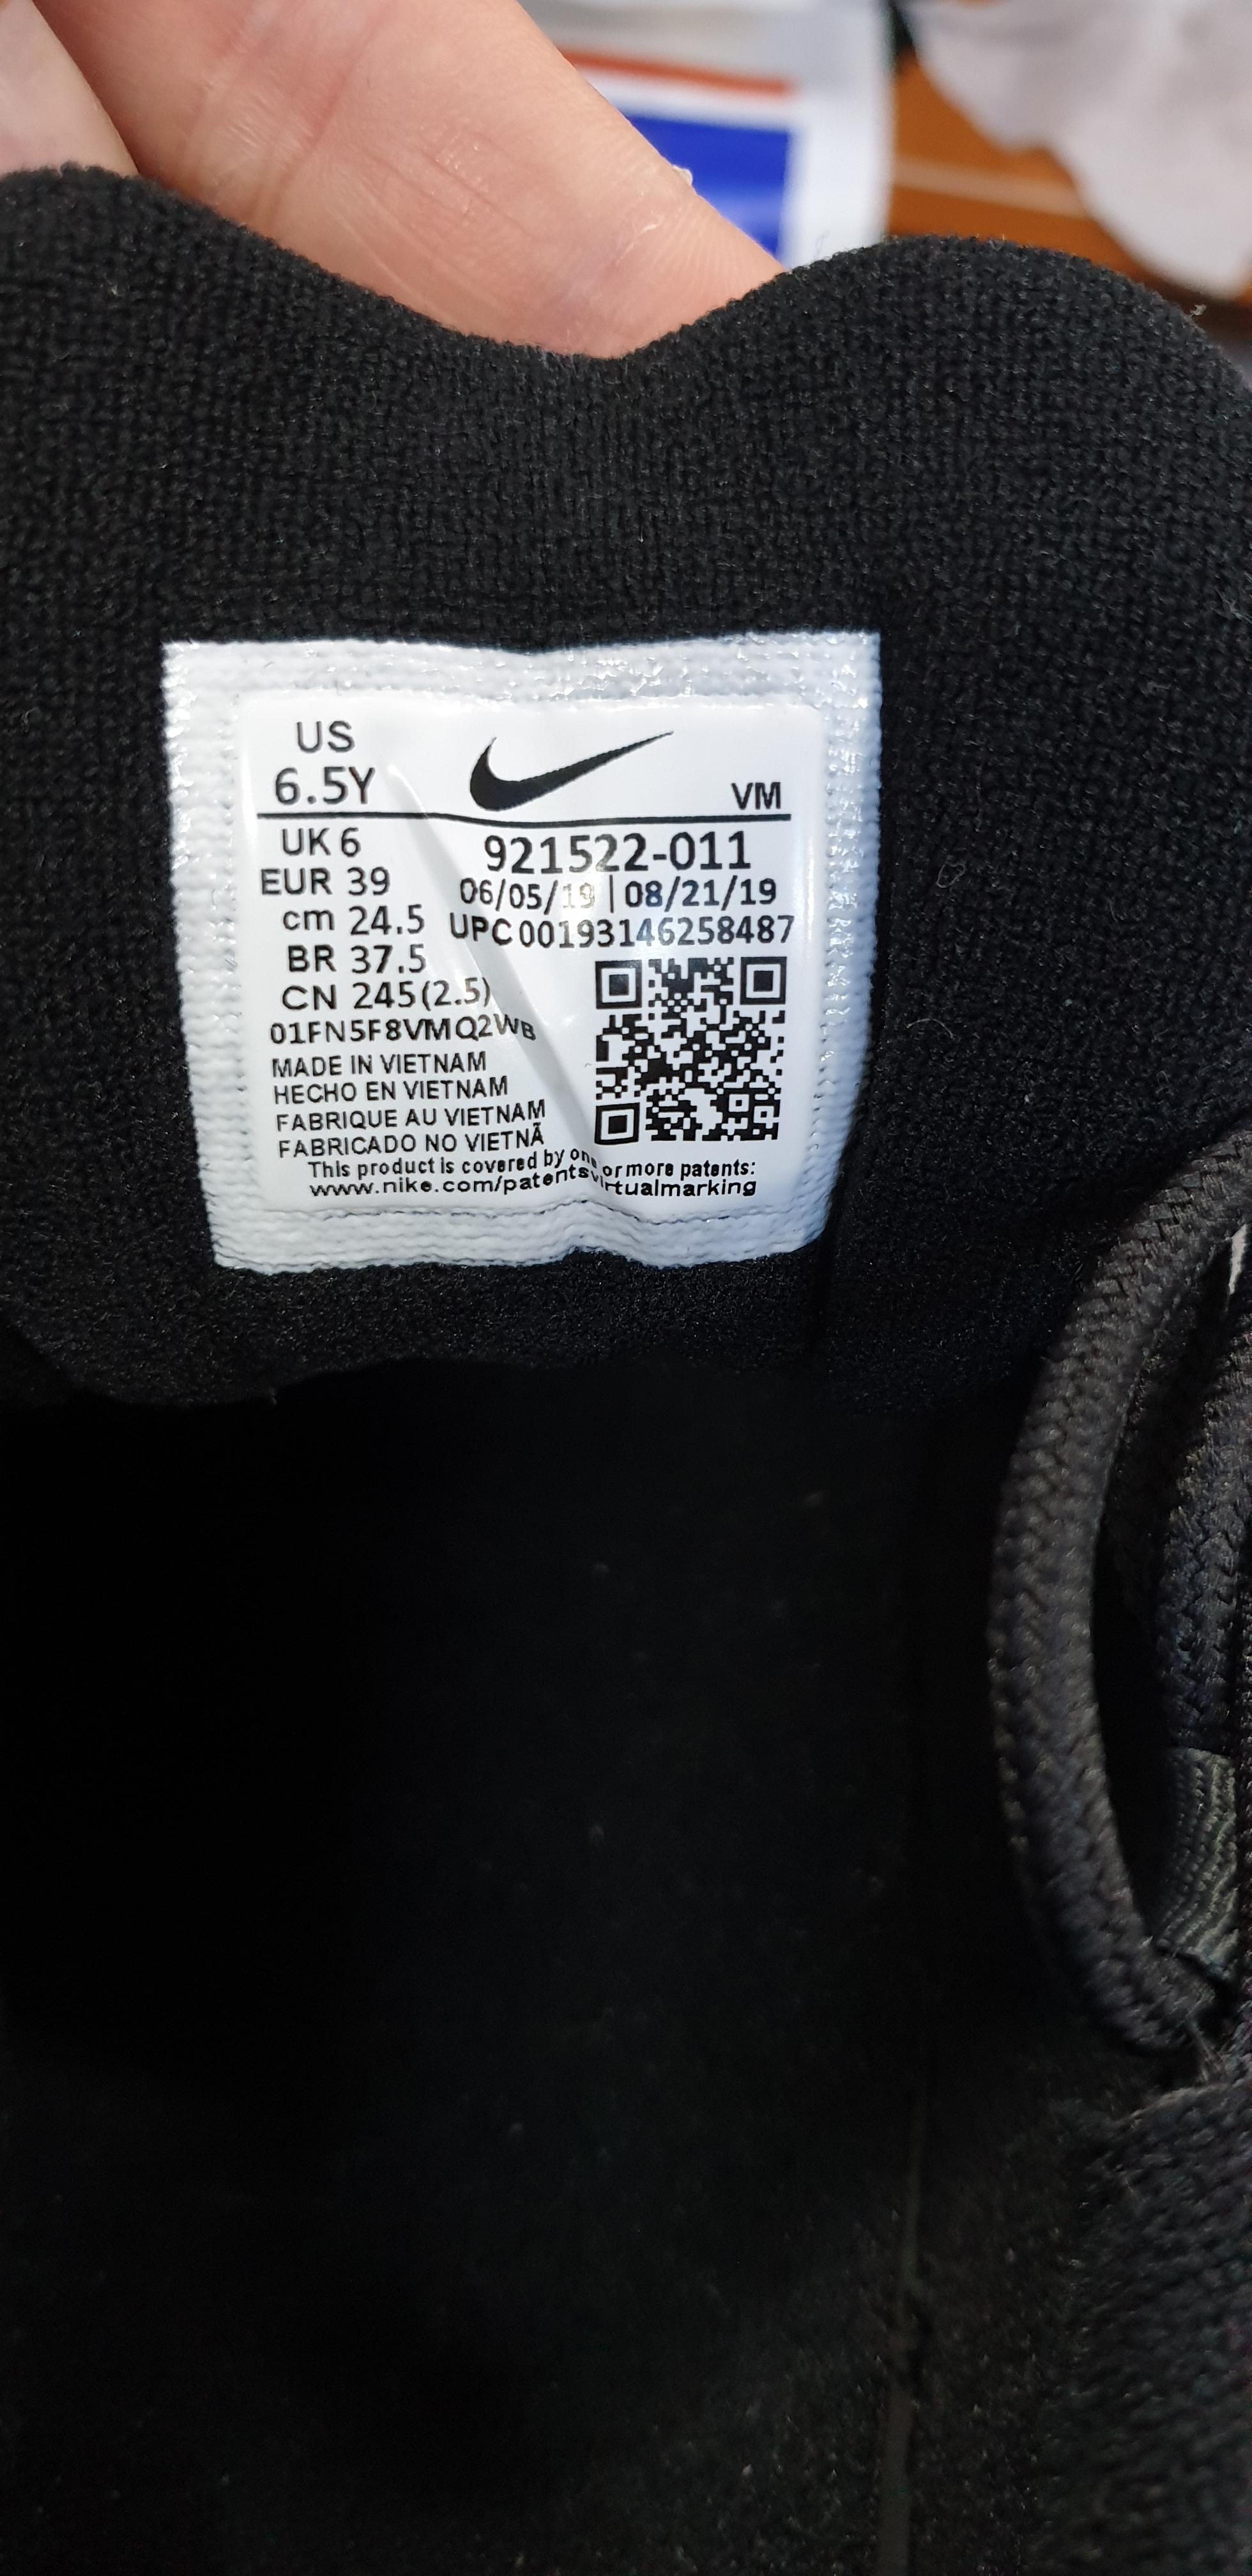 US
6.5Y
VM
UK 6
EUR 39
cm 24.5
BR 37.5
CN 245(2.5)
921522-011
06/05/19 | 08/21/19
UPC00193146258487
01FN5F8VMQ2WB
MADE IN VIETNAM
HECHO EN VIETNAM
FABRIQUE AU VIETNAM
FABRICADO NO VIETNÃ
This product is covered by one or more patents:
www.nike.com/patentsvirtualmarking